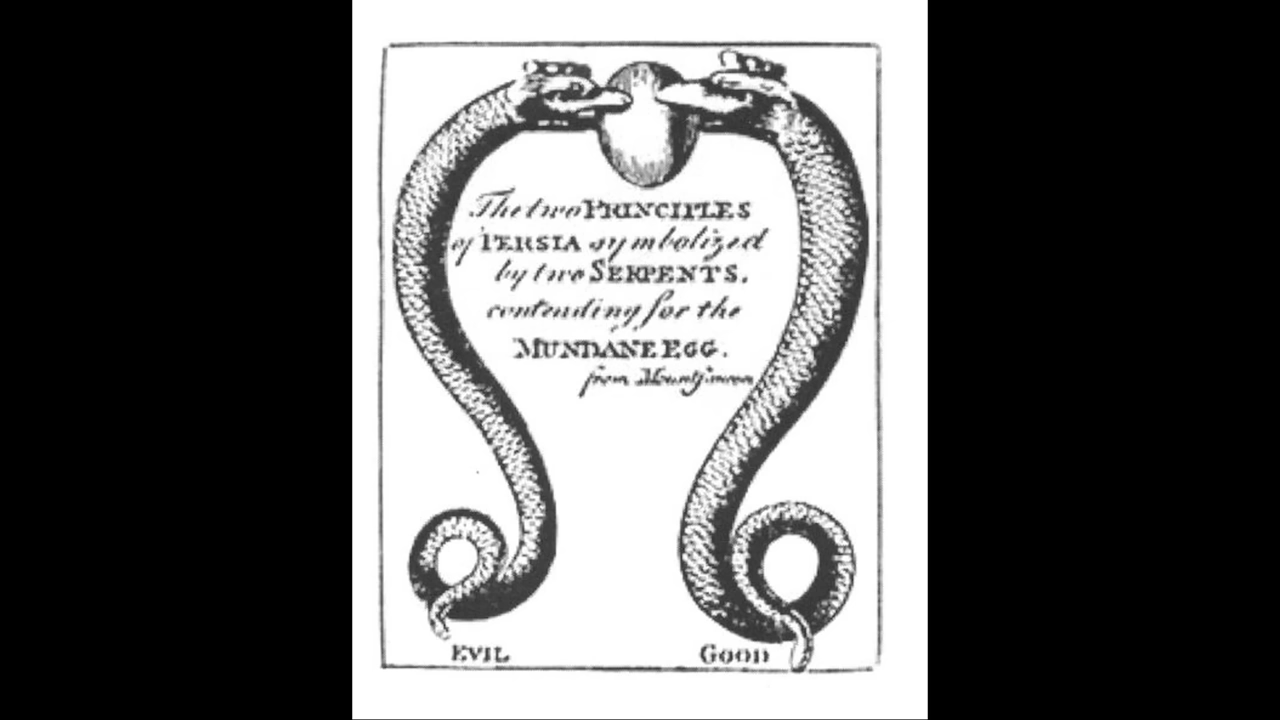 The two PRINCIPLES
of PERSIA symbolized
by two SERPENTS.
contending for the
MUNDANE EGG.
from
EVIL
GOOD